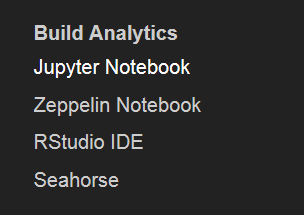 Build Analytics
Jupyter Notebook
Zeppelin Notebook
RStudio IDE
Seahorse